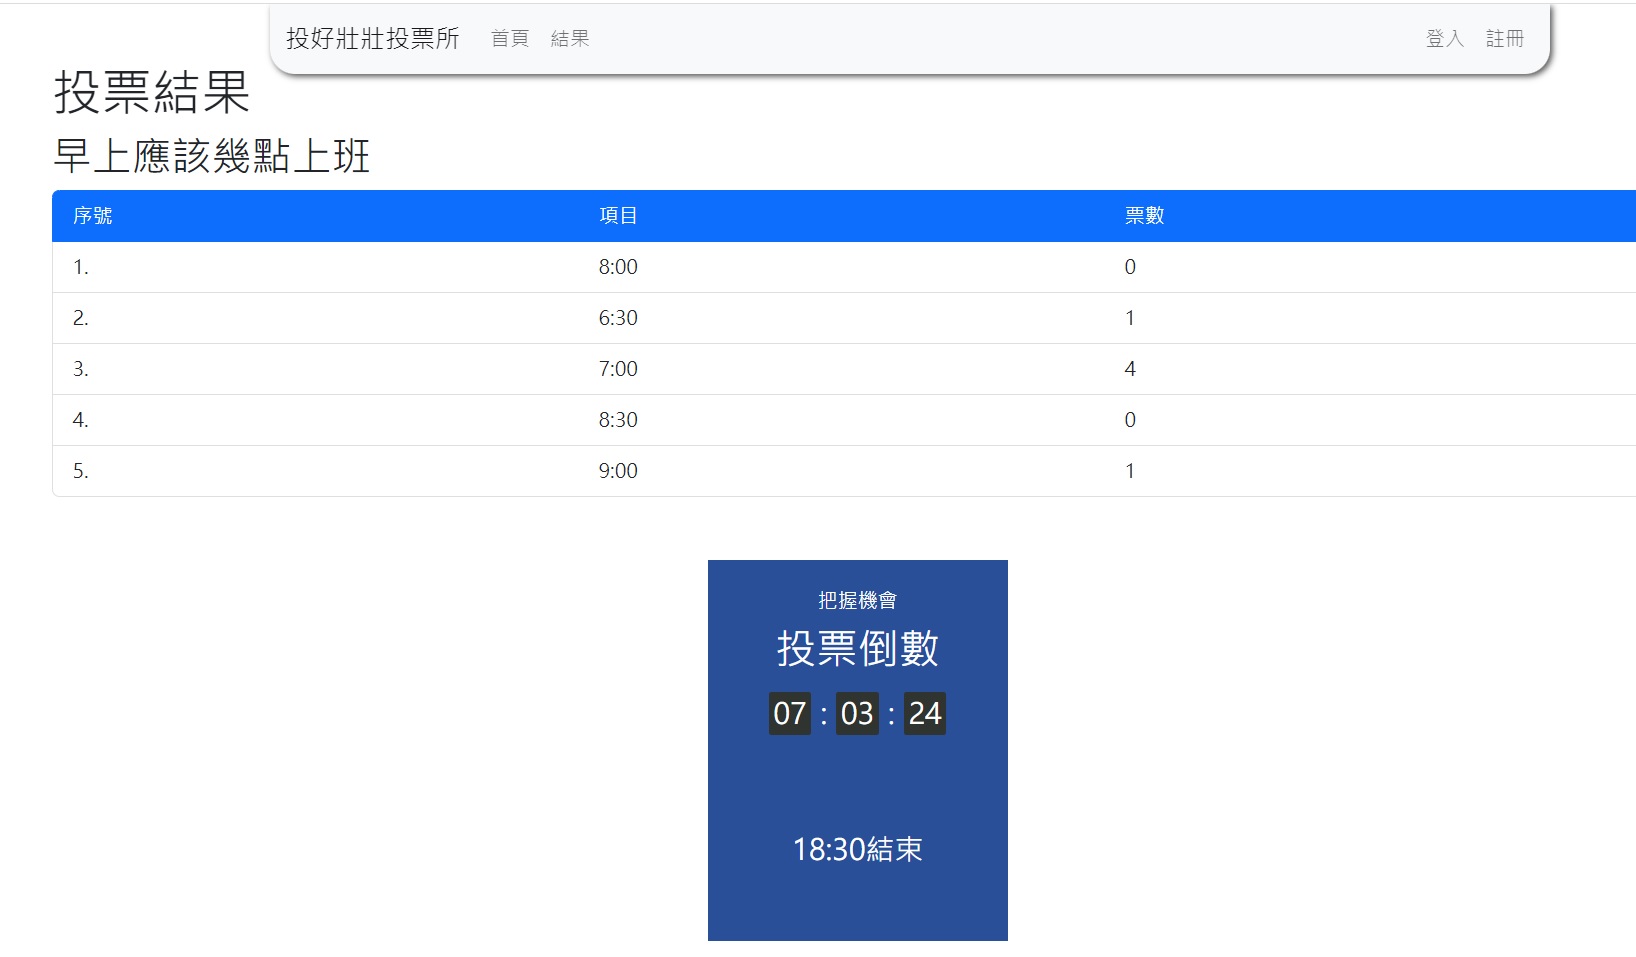 投好壯壯投票所 首頁 結果 登入 註冊
投票結果
早上應該幾點上班
序號 項目 票數
1. 8:00 0
2. 6:30 1
3. 7:00 4
4. 8:30 0
5. 9:00 1
把握機會
投票倒數
07 : 03 : 24
18:30結束